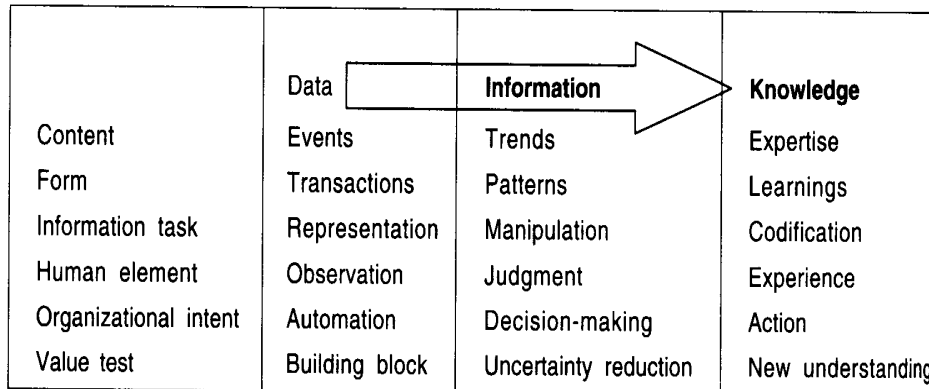 Data Information Knowledge
Content Events Trends Expertise
Form Transactions Patterns Learnings
Information task Representation Manipulation Codification
Human element Observation Judgment Experience
Organizational intent Automation Decision-making Action
Value test Building block Uncertainty reduction New understanding